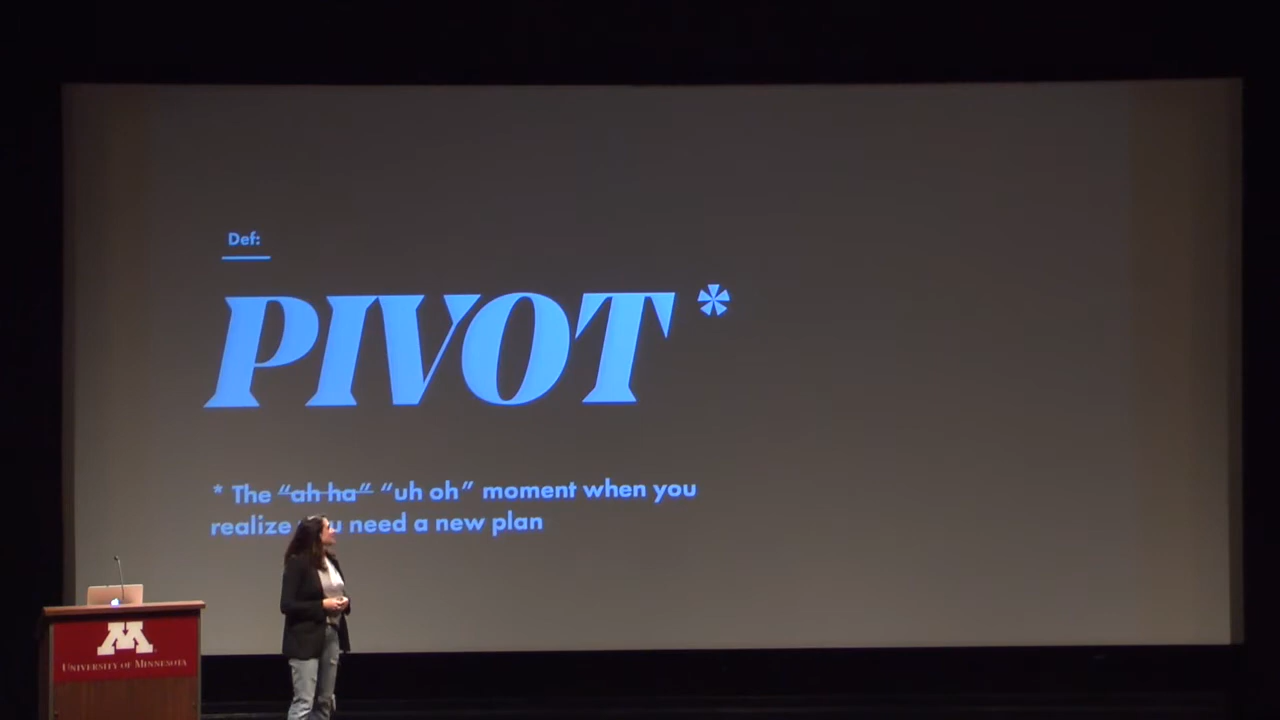 Def:
PIVOT*
* The "ah ha" "uh oh" moment when you
realize need a new plan
M
UNIVERSITY OF MINNESOTA